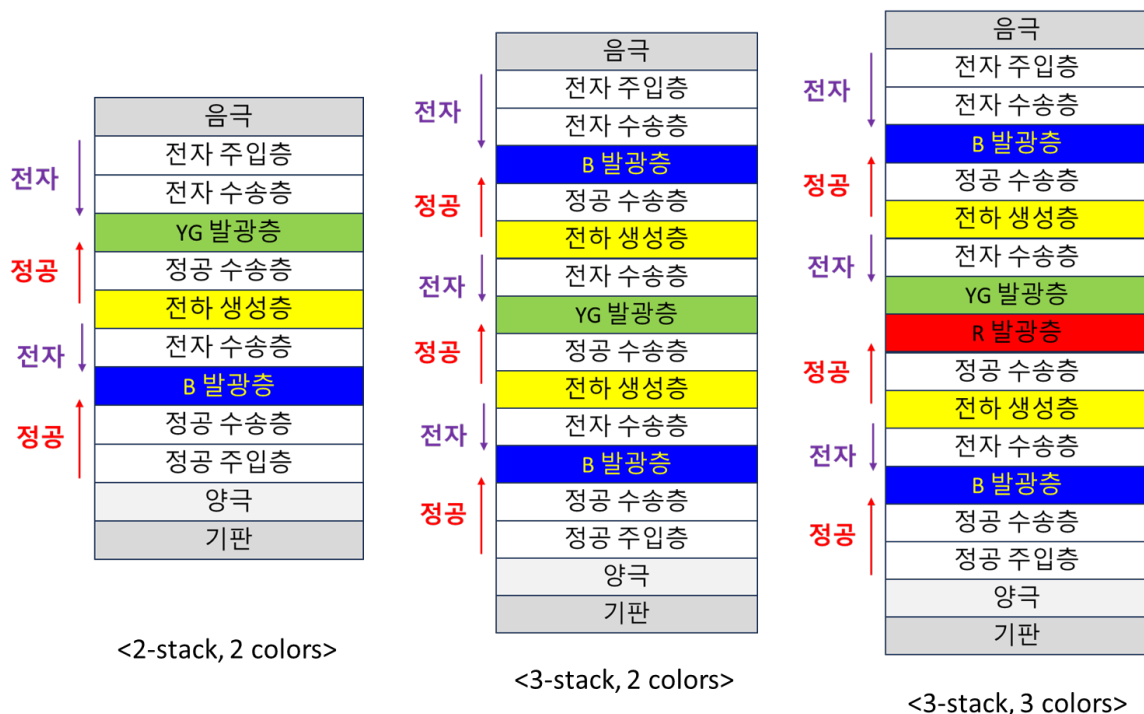 음극
전자 주입층
전자 수송층
YG 발광층
정공 수송층
전하 생성층
전자 수송층
B 발광층
정공 수송층
정공 주입층
양극
기판
전자
정공
전자
정공
<2-stack, 2 colors>
음극
전자 주입층
전자 수송층
B 발광층
정공 수송층
전하 생성층
전자 수송층
YG 발광층
정공 수송층
전하 생성층
전자 수송층
B 발광층
정공 수송층
정공 주입층
양극
기판
전자
정공
전자
정공
전자
정공
<3-stack, 2 colors>
음극
전자 주입층
전자 수송층
B 발광층
정공 수송층
전하 생성층
전자 수송층
YG 발광층
R 발광층
정공 수송층
전하 생성층
전자 수송층
B 발광층
정공 수송층
정공 주입층
양극
기판
전자
정공
전자
정공
전자
정공
<3-stack, 3 colors>